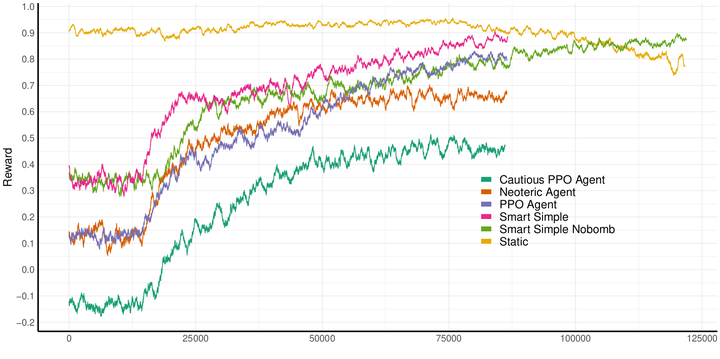 1.0
0.9
0.8
0.7
0.6
0.5
0.4
0.3
0.2
0.1
0.0
−0.1
−0.2
Reward
Cautious PPO Agent
Neoteric Agent
PPO Agent
Smart Simple
Smart Simple Nobomb
Static
0 25000 50000 75000 100000 125000